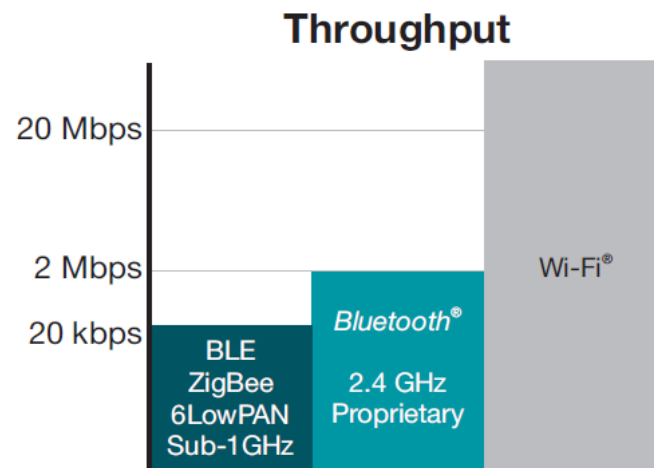 Throughput
20 Mbps
2 Mbps
20 kbps
BLE
ZigBee
6LowPAN
Sub-1GHz
Bluetooth®
2.4 GHz
Proprietary
Wi-Fi®